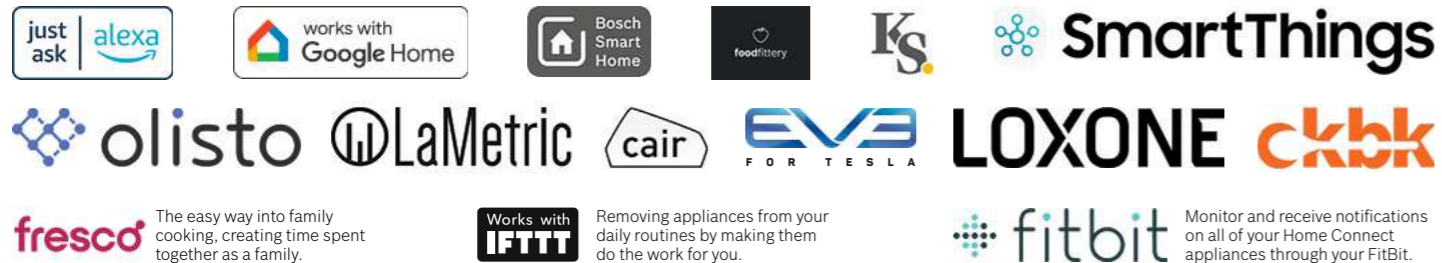 just
ask
alexa
works with
Google Home
Bosch
Smart
Home
foodfittery
KS.
SmartThings
olisto
LaMetric
cair
EVE
FOR TESLA
LOXONE
ckbk
fresco
The easy way into family
cooking, creating time spent
together as a family.
Works with
IFTTT
Removing appliances from your
daily routines by making them
do the work for you.
fitbit
Monitor and receive notifications
on all of your Home Connect
appliances through your FitBit.